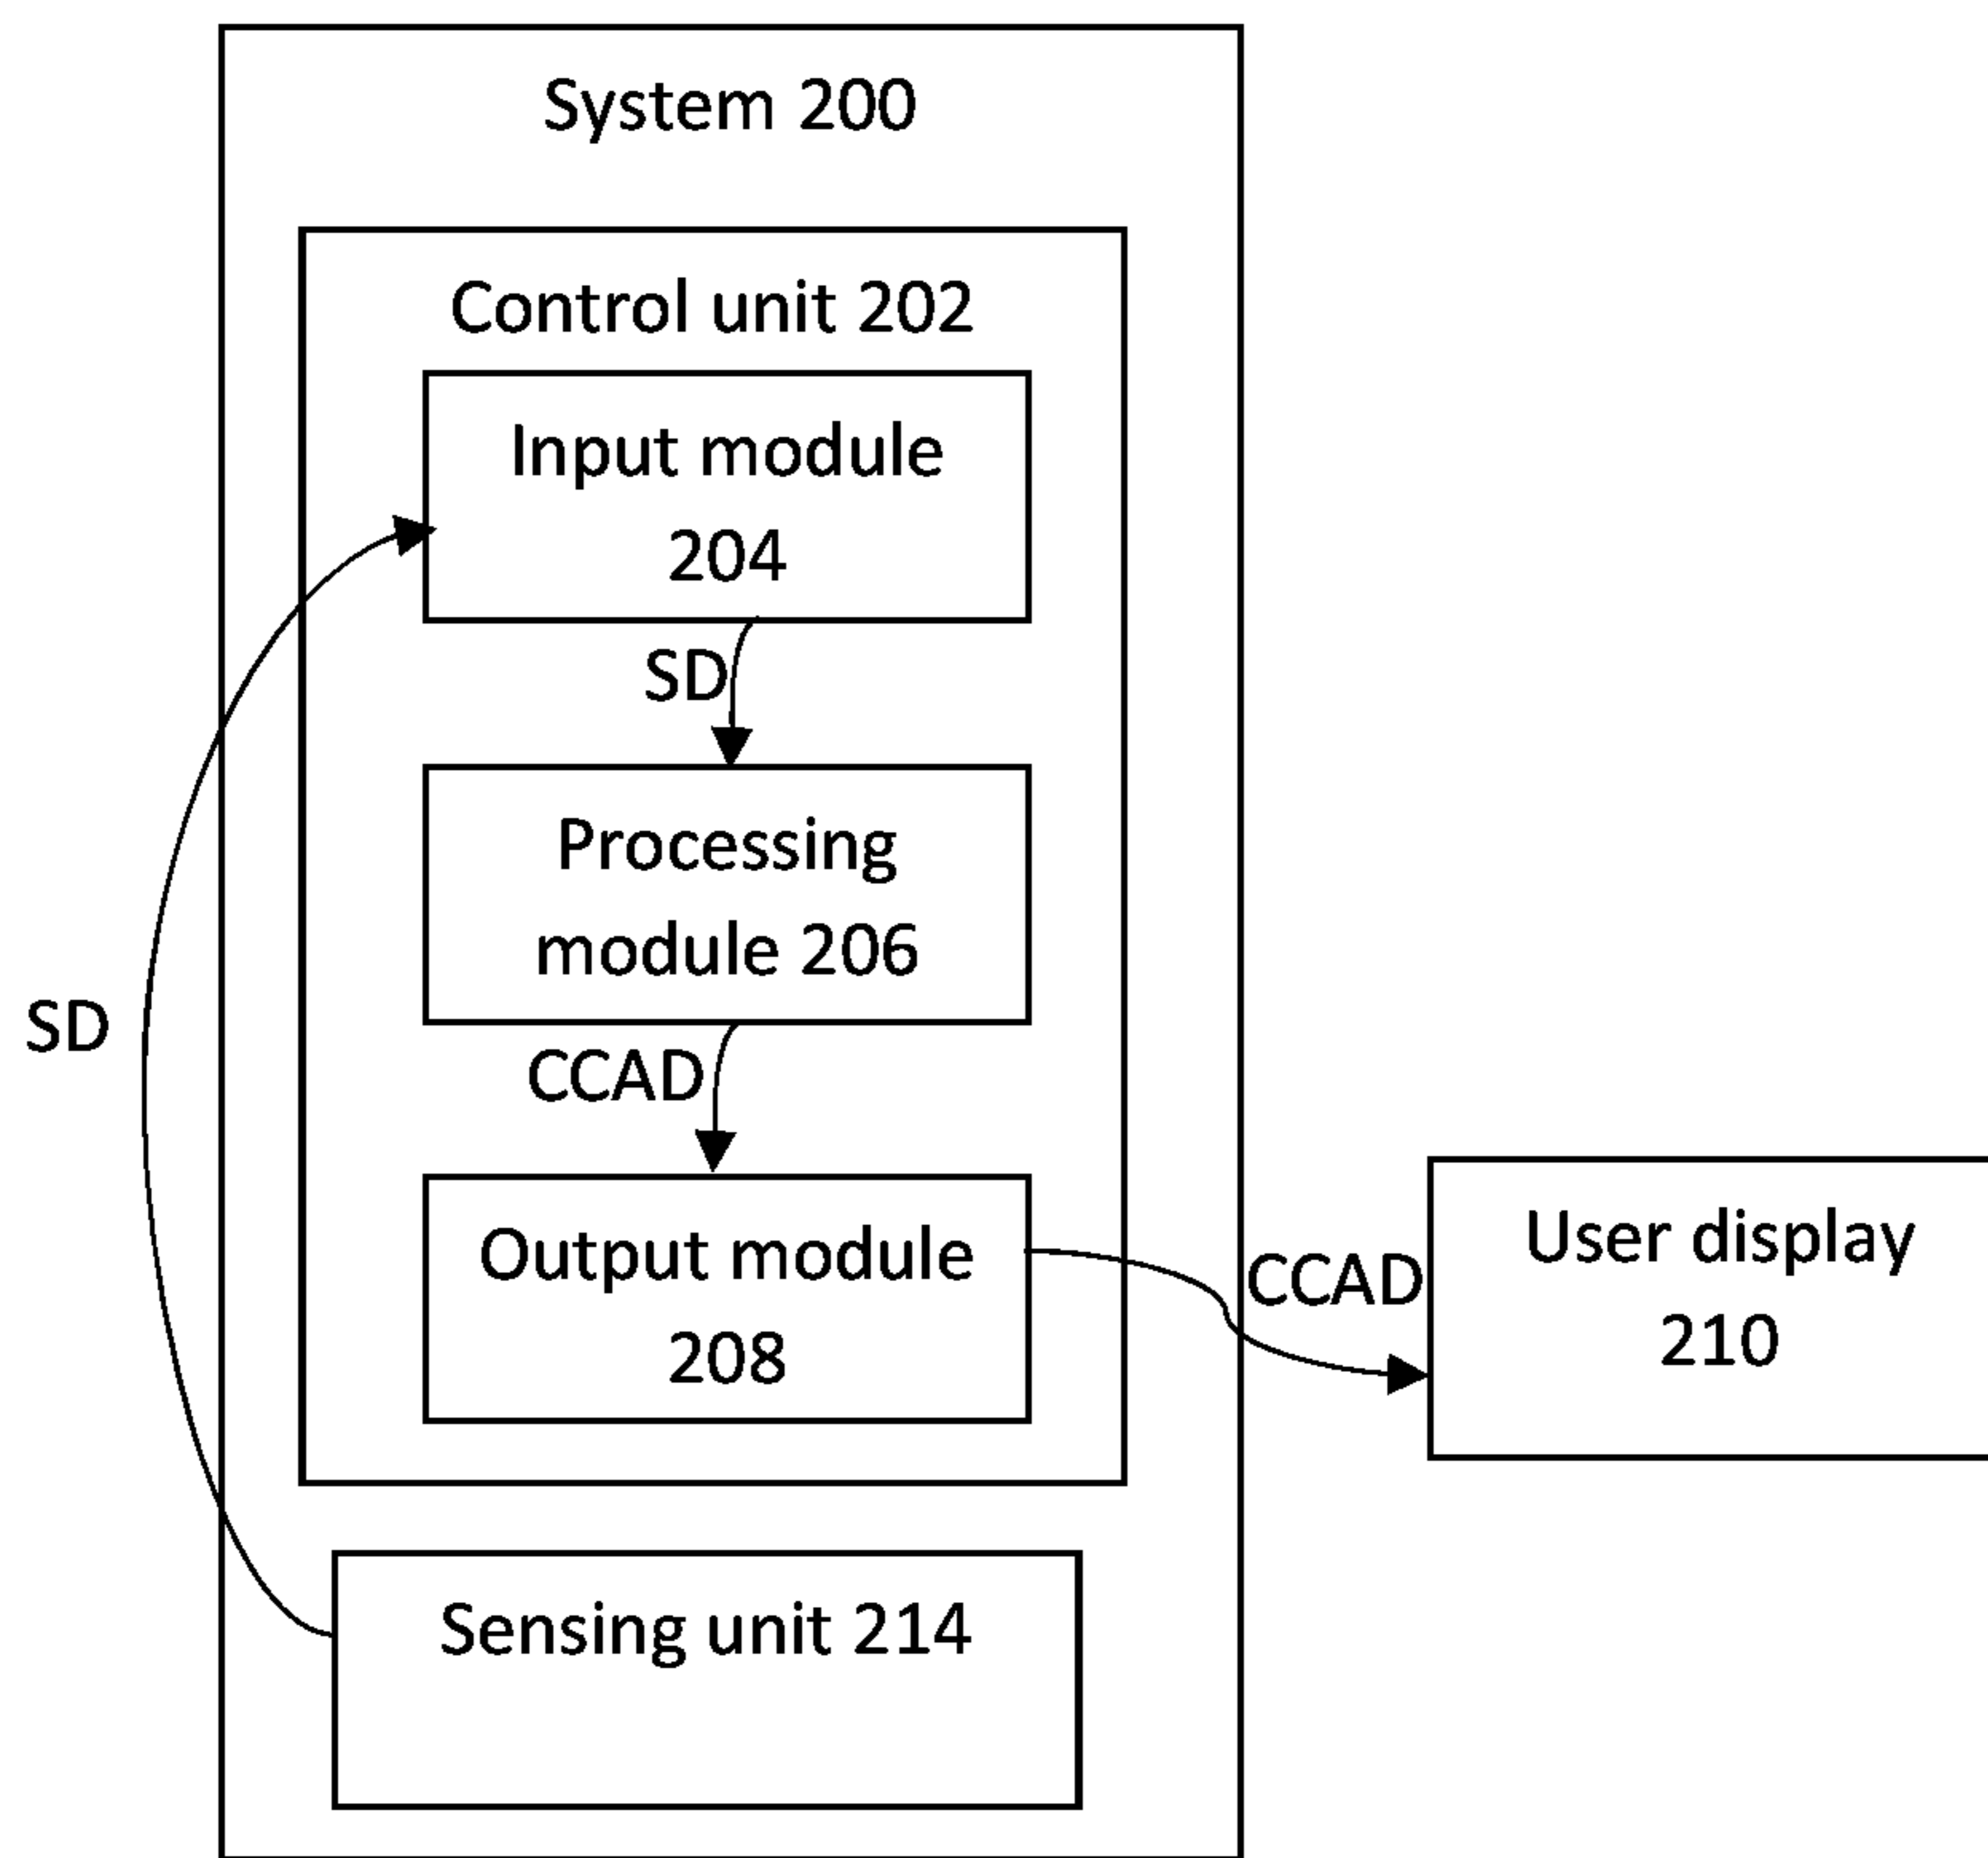 System 200
Control unit 202
Input module
204
SD
Processing
module 206
SD
CCAD
Output module
208
CCAD
User display
210
Sensing unit 214